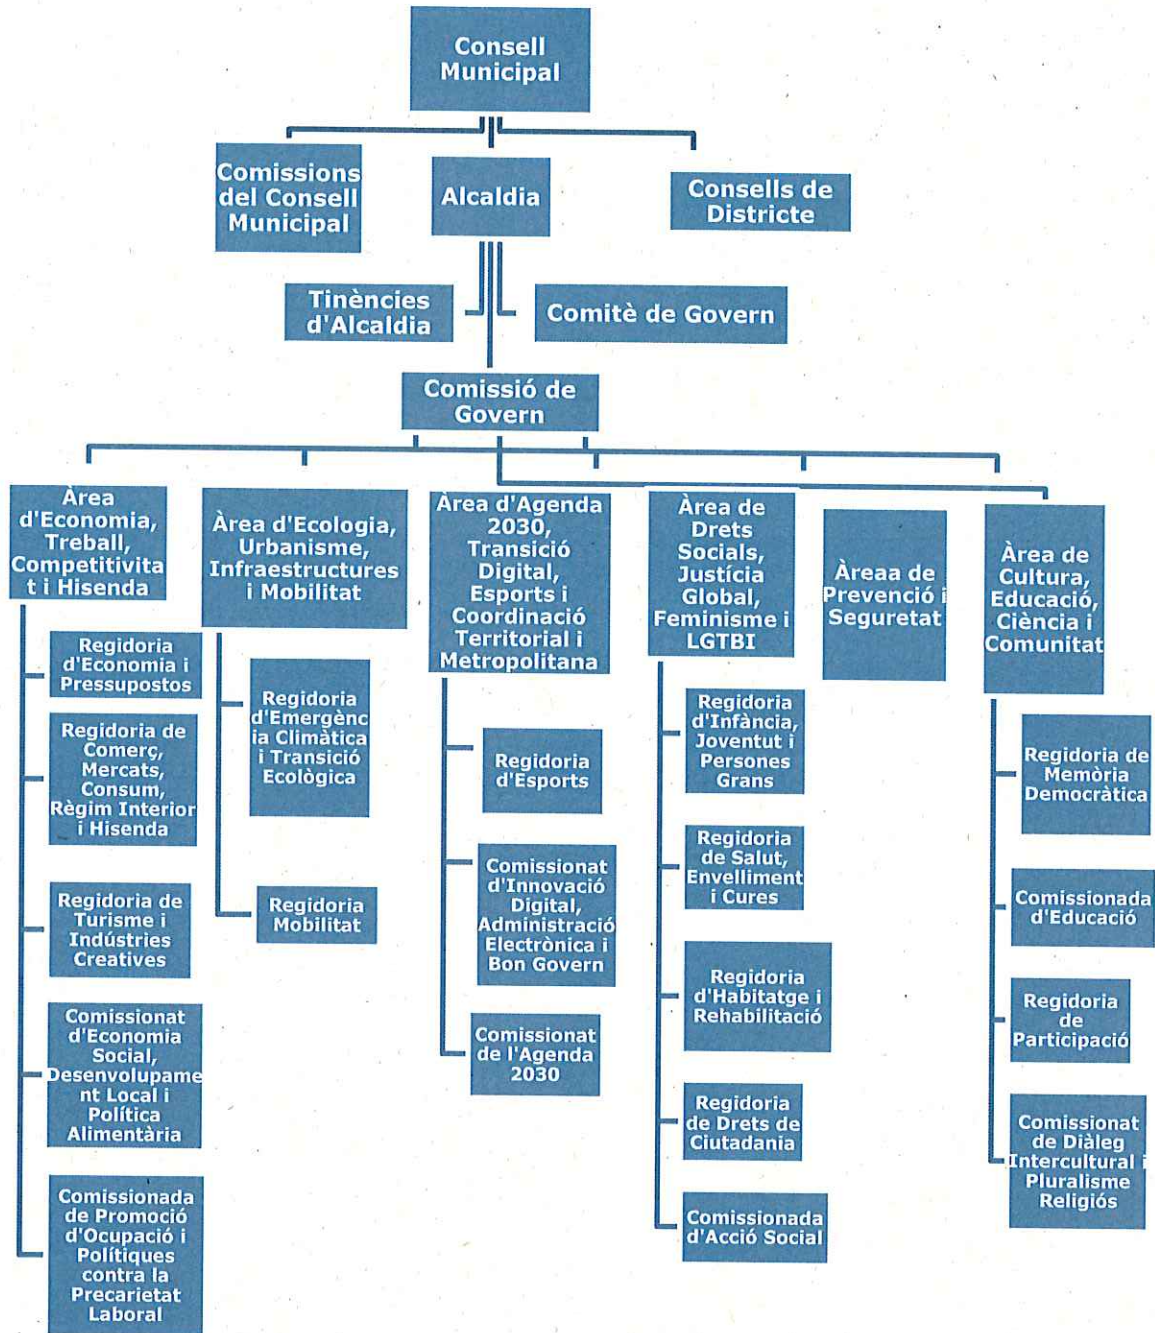 Consell
Municipal
Comissions
del Consell
Municipal
Alcaldia
Consells de
Districte
Tinències
d'Alcaldia
Comitè de Govern
Comissió de
Govern
Àrea
d'Economia,
Treball,
Competitivita
t i Hisenda
Regidoria
d'Economia i
Pressupostos
Regidoria de
Comerç,
Mercats,
Consum,
Règim Interior
i Hisenda
Regidoria de
Turisme i
Indústries
Creatives
Comissionat
d'Economia
Social,
Desenvolupame
nt Local i
Política
Alimentària
Comissionada
de Promoció
d'Ocupació i
Polítiques
contra la
Precarietat
Laboral
Àrea d'Ecologia,
Urbanisme,
Infraestructures
i Mobilitat
Regidoria
d'Emergènc
ia Climàtica
i Transició
Ecològica
Regidoria
Mobilitat
Àrea d'Agenda
2030,
Transició
Digital,
Esports i
Coordinació
Territorial i
Metropolitana
Regidoria
d'Esports
Comissionat
d'Innovació
Digital,
Administració
Electrònica i
Bon Govern
Comissionat
de l'Agenda
2030
Àrea de
Drets
Socials,
Justícia
Global,
Feminisme i
LGTBI
Regidoria
d'Infància,
Joventut i
Persones
Grans
Regidoria
de Salut,
Envelliment
i Cures
Regidoria
d'Habitatge i
Rehabilitació
Regidoria
de Drets de
Ciutadania
Comissionada
d'Acció Social
Àreaa de
Prevenció i
Seguretat
Àrea de
Cultura,
Educació,
Ciència i
Comunitat
Regidoria de
Memòria
Democràtica
Comissionada
d'Educació
Regidoria
de
Participació
Comissionat
de Diàleg
Intercultural i
Pluralisme
Religiós